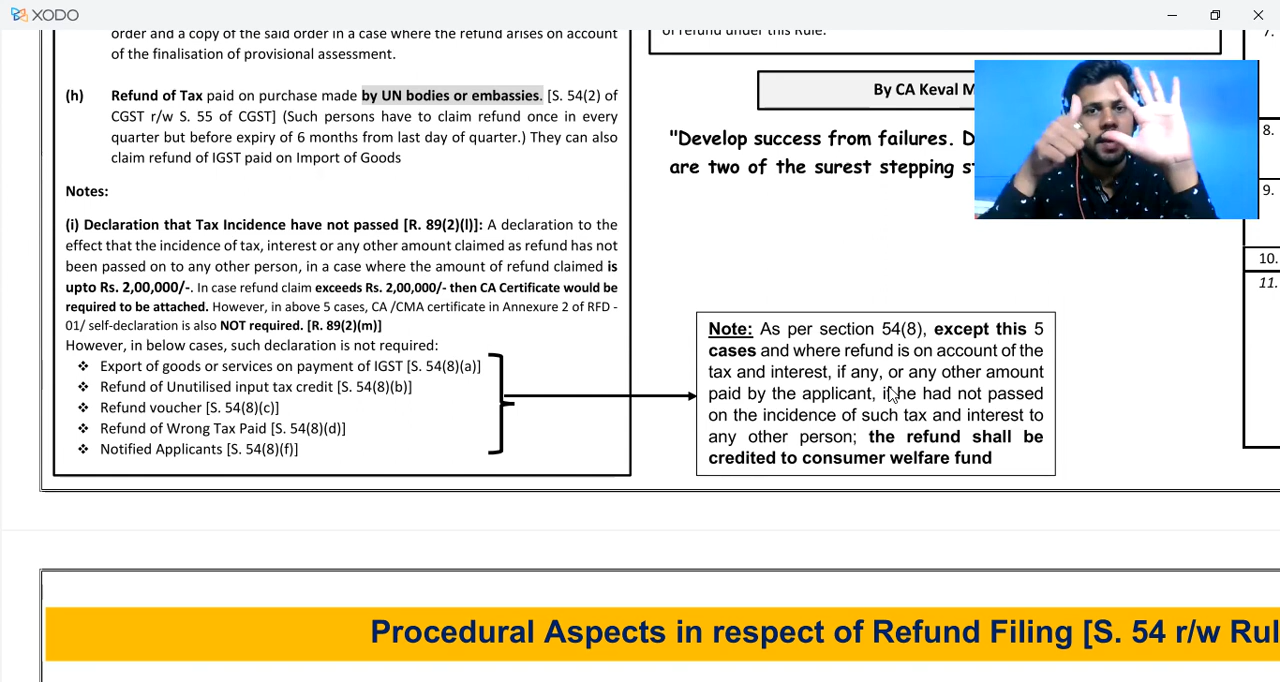 XODO
order and a copy of the said order in a case where the refund arises on account
of the finalisation of provisional assessment.
(h) Refund of Tax paid on purchase made by UN bodies or embassies. [S. 54(2) of
CGST r/w S. 55 of CGST] (Such persons have to claim refund once in every
quarter but before expiry of 6 months from last day of quarter.) They can also
claim refund of IGST paid on Import of Goods
Notes:
(i) Declaration that Tax Incidence have not passed [R. 89(2)(l)]: A declaration to the
effect that the incidence of tax, interest or any other amount claimed as refund has not
been passed on to any other person, in a case where the amount of refund claimed is
upto Rs. 2,00,000/-. In case refund claim exceeds Rs. 2,00,000/- then CA Certificate would be
required to be attached. However, in above 5 cases, CA /CMA certificate in Annexure 2 of RFD -
01/ self-declaration is also NOT required. [R. 89(2)(m)]
However, in below cases, such declaration is not required:
❖ Export of goods or services on payment of IGST [S. 54(8)(a)]
❖ Refund of Unutilised input tax credit [S. 54(8)(b)]
❖ Refund voucher [S. 54(8)(c)]
❖ Refund of Wrong Tax Paid [S. 54(8)(d)]
❖ Notified Applicants [S. 54(8)(f)]
of refund under this Rule.
By CA Keval M
"Develop success from failures. D
are two of the surest stepping s
Note: As per section 54(8), except this 5
cases and where refund is on account of the
tax and interest, if any, or any other amount
paid by the applicant, if he had not passed
on the incidence of such tax and interest to
any other person; the refund shall be
credited to consumer welfare fund
7.
8.
9.
10.
11.
Procedural Aspects in respect of Refund Filing [S. 54 r/w Rul